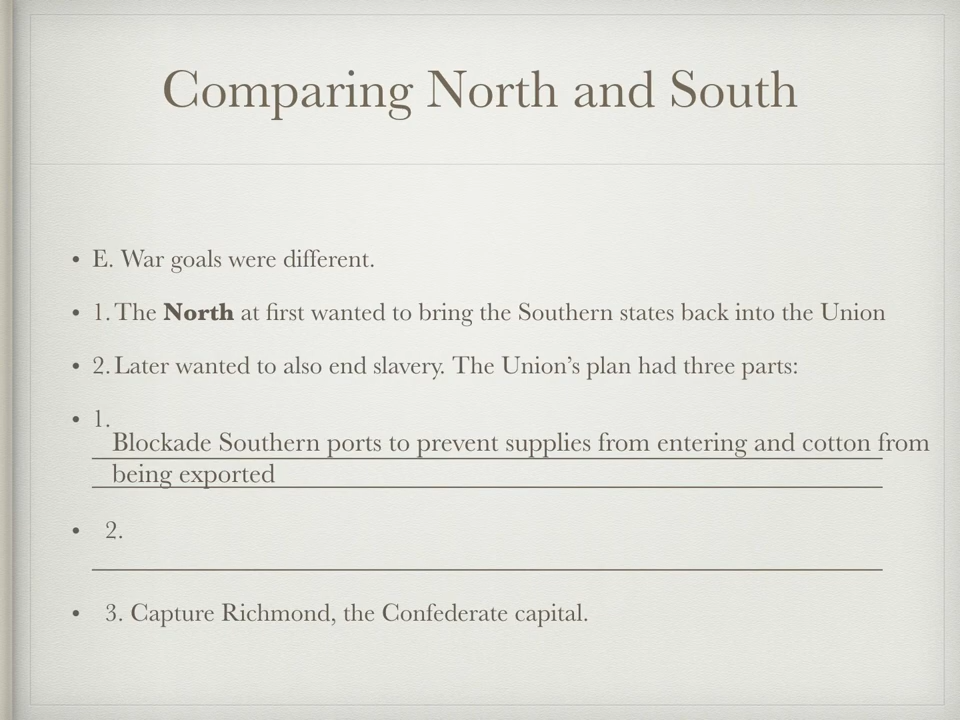 Comparing North and South
• E. War goals were different.
• 1. The North at first wanted to bring the Southern states back into the Union
• 2. Later wanted to also end slavery. The Union’s plan had three parts:
• 1.
Blockade Southern ports to prevent supplies from entering and cotton from
being exported
• 2.
• 3. Capture Richmond, the Confederate capital.